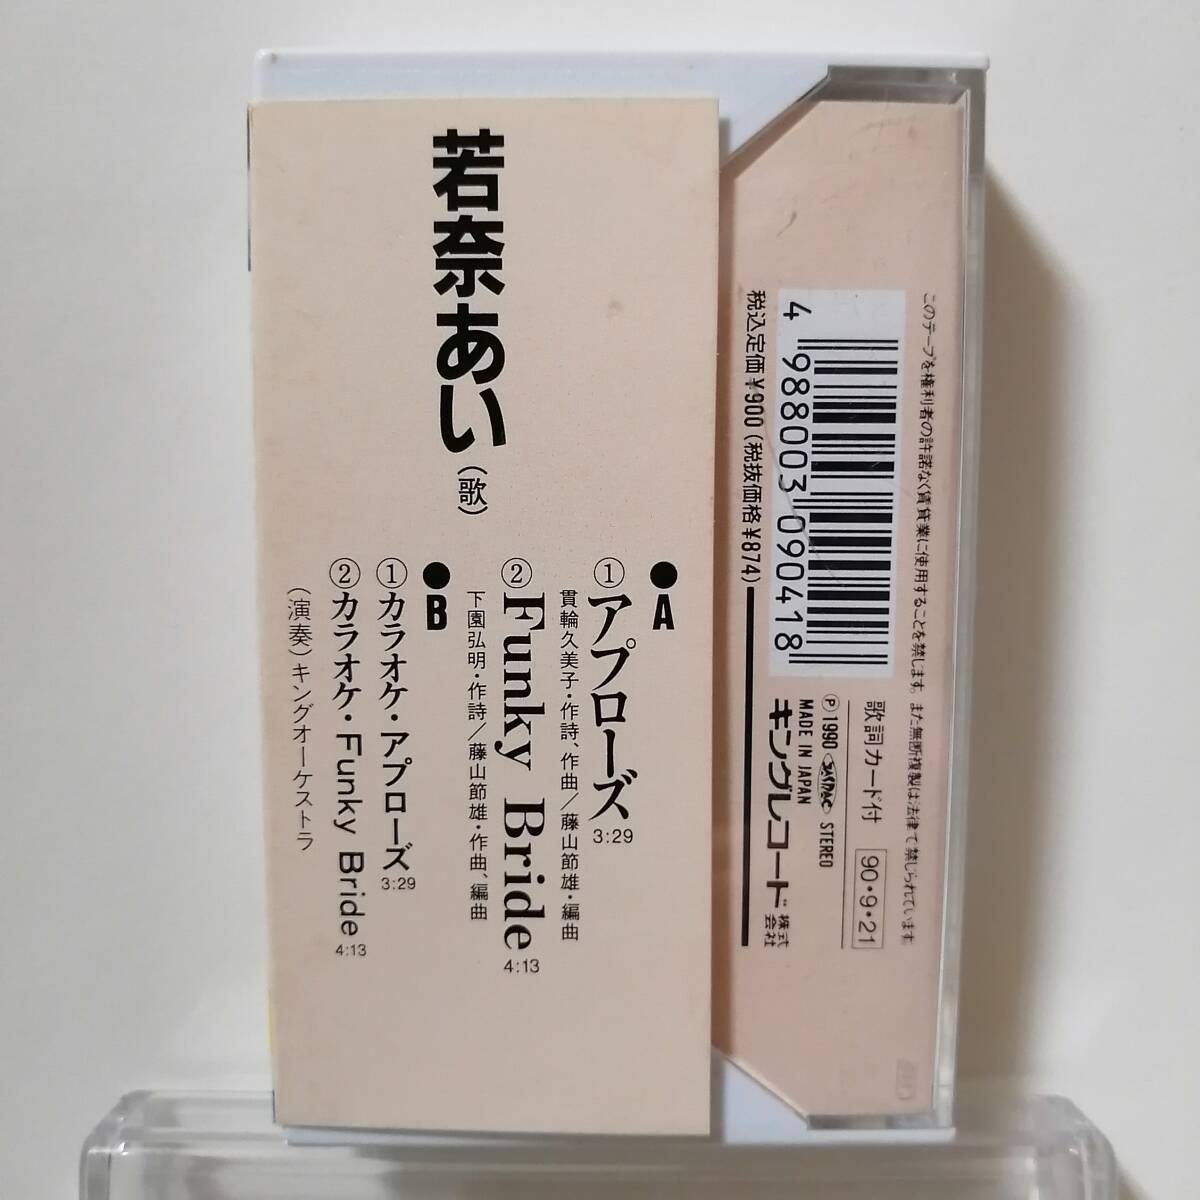 若奈あい(歌)
●A
①アプローズ 3:29
貫輪久美子・作詩、作曲/藤山節雄・編曲
②Funky Bride 4:13
下園弘明・作詩/藤山節雄・作曲、編曲
●B
①カラオケ・アプローズ 3:29
②カラオケ・Funky Bride 4:13
(演奏)キングオーケストラ
このテープを権利者の許諾なく賃貸業に使用することを禁じます。また無断複製は法律で禁じられています。
歌詞カード付 90・9・21
4 988003 090418
Ⓟ 1990 JASRAC STEREO
MADE IN JAPAN
キングレコード株式会社
税込定価¥900(税抜価格¥874)